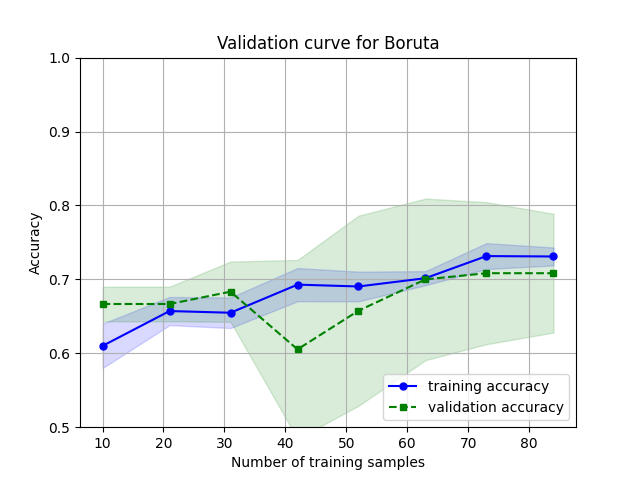 Validation curve for Boruta
1.0
0.9
0.8
0.7
0.6
0.5
Accuracy
10 20 30 40 50 60 70 80
Number of training samples
training accuracy
validation accuracy